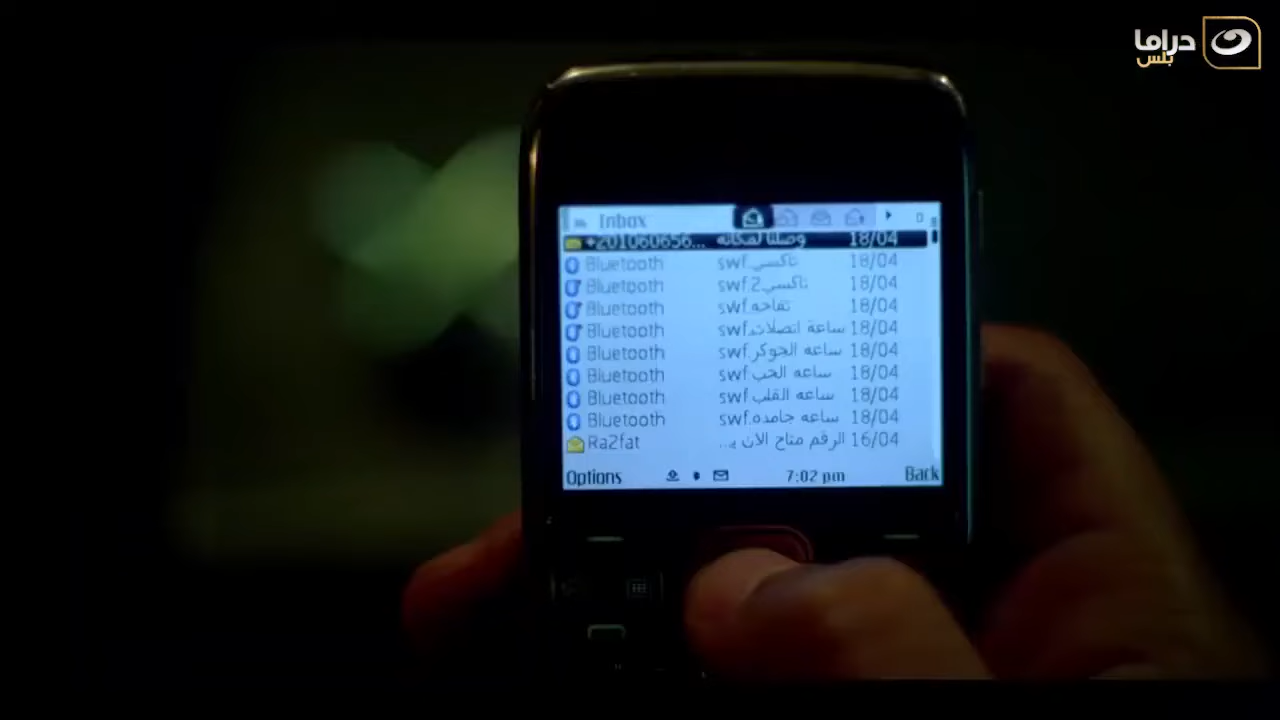 دراما
بلس
Inbox
+201060656... وصلنا لمكانه 18/04
Bluetooth تاكسي.swf 18/04
Bluetooth تاكسي2.swf 18/04
Bluetooth تفاحه.swf 18/04
Bluetooth ساعة اتصلات.swf 18/04
Bluetooth ساعه الجوكر.swf 18/04
Bluetooth ساعه الحب.swf 18/04
Bluetooth ساعه القلب.swf 18/04
Bluetooth ساعه جامده.swf 18/04
Ra2fat الرقم متاح الان ي... 16/04
Options 7:02 pm Back